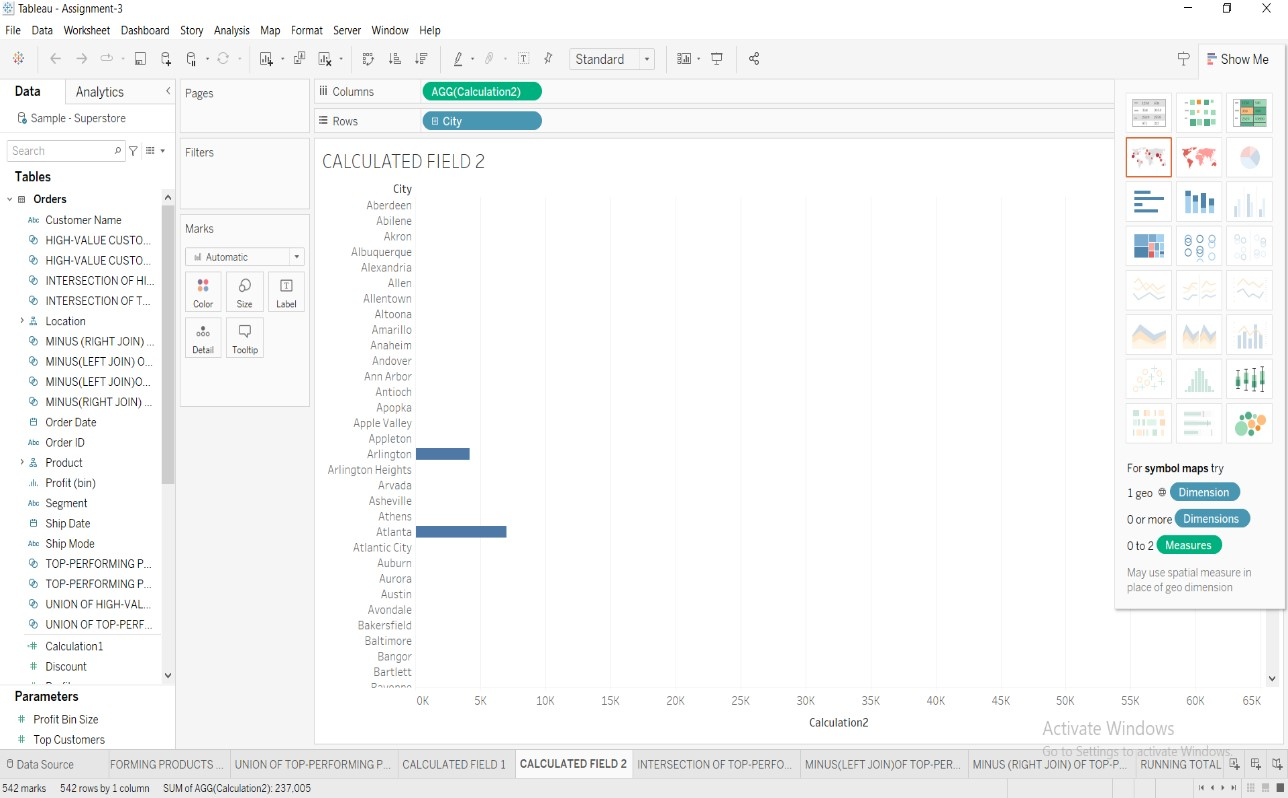 Tableau - Assignment-3
File Data Worksheet Dashboard Story Analysis Map Format Server Window Help
Standard
Show Me
Data Analytics
Sample - Superstore
Search
Tables
Orders
Abc Customer Name
HIGH-VALUE CUSTO...
HIGH-VALUE CUSTO...
INTERSECTION OF HI...
INTERSECTION OF T...
Location
MINUS (RIGHT JOIN) ...
MINUS(LEFT JOIN) O...
MINUS(LEFT JOIN)O...
MINUS(RIGHT JOIN) ...
Order Date
Abc Order ID
Product
Profit (bin)
Abc Segment
Ship Date
Abc Ship Mode
TOP-PERFORMING P...
TOP-PERFORMING P...
UNION OF HIGH-VAL...
UNION OF TOP-PERF...
Calculation1
Discount
Parameters
Profit Bin Size
Top Customers
Pages
Filters
Marks
Automatic
Color Size Label
Detail Tooltip
Columns AGG(Calculation2)
Rows City
CALCULATED FIELD 2
City
Aberdeen
Abilene
Akron
Albuquerque
Alexandria
Allen
Allentown
Altoona
Amarillo
Anaheim
Andover
Ann Arbor
Antioch
Apopka
Apple Valley
Appleton
Arlington
Arlington Heights
Arvada
Asheville
Athens
Atlanta
Atlantic City
Auburn
Aurora
Austin
Avondale
Bakersfield
Baltimore
Bangor
Bartlett
Bayonne
0K 5K 10K 15K 20K 25K 30K 35K 40K 45K 50K 55K 60K 65K
Calculation2
For symbol maps try
1 geo Dimension
0 or more Dimensions
0 to 2 Measures
May use spatial measure in
place of geo dimension
Activate Windows
Go to Settings to activate Windows.
Data Source FORMING PRODUCTS ... UNION OF TOP-PERFORMING P... CALCULATED FIELD 1 CALCULATED FIELD 2 INTERSECTION OF TOP-PERFO... MINUS(LEFT JOIN)OF TOP-PER... MINUS (RIGHT JOIN) OF TOP-P... RUNNING TOTAL
542 marks 542 rows by 1 column SUM of AGG(Calculation2): 237.005